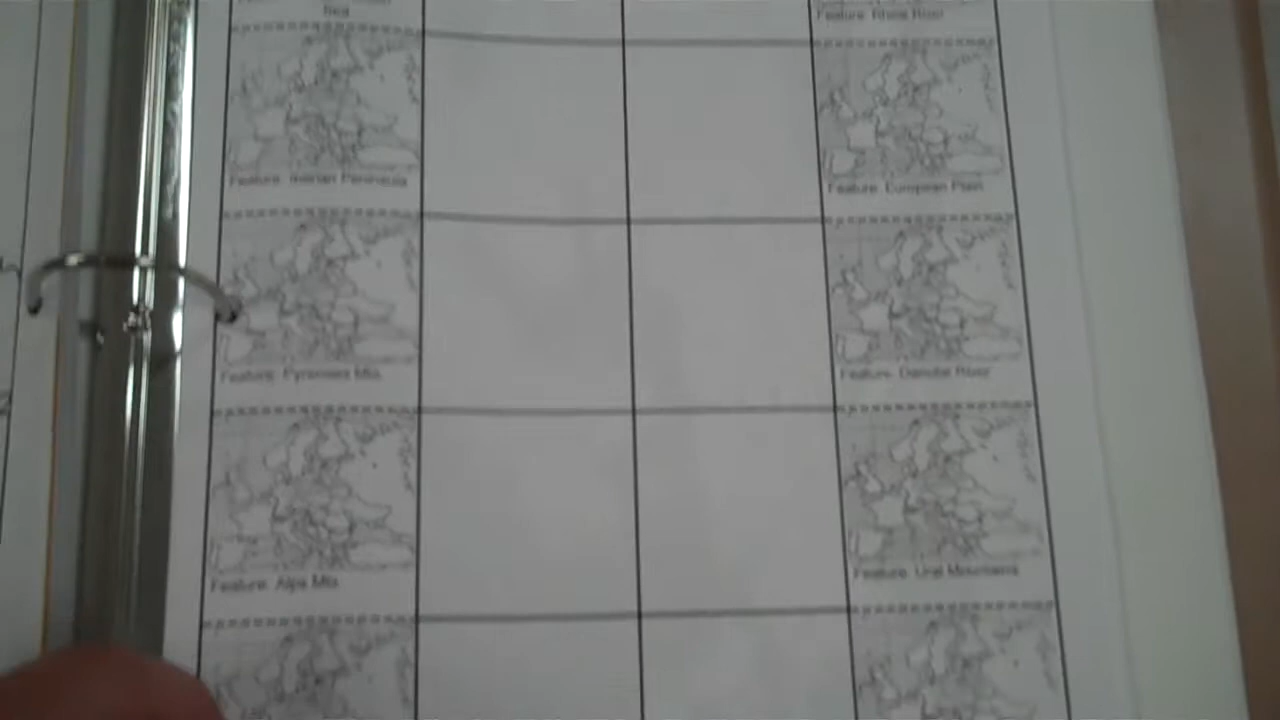 Sea
Feature: Rhine River
Feature: Iberian Peninsula
Feature: European Plain
Feature: Pyrenees Mts.
Feature: Danube River
Feature: Alps Mts
Feature: Ural Mountains